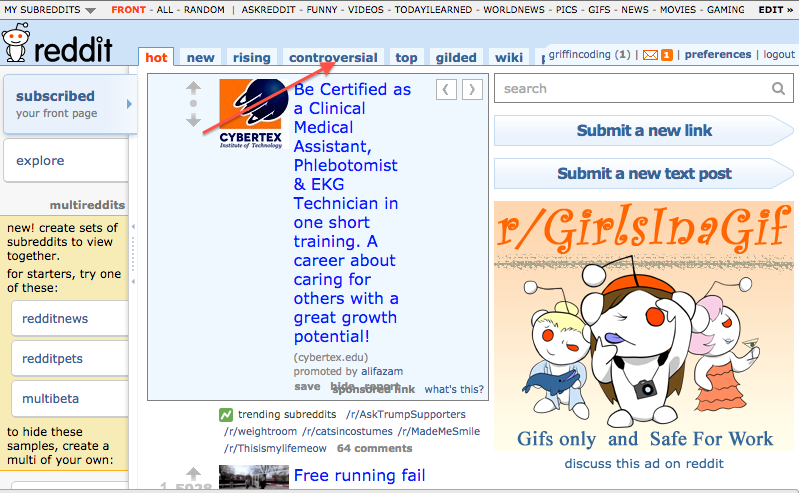 MY SUBREDDITS ▼ FRONT - ALL - RANDOM | ASKREDDIT - FUNNY - VIDEOS - TODAYILEARNED - WORLDNEWS - PICS - GIFS - NEWS - MOVIES - GAMING EDIT »
reddit hot new rising controversial top gilded wiki
griffincoding (1) | 1 | preferences | logout
subscribed
your front page
explore
multireddits
new! create sets of
subreddits to view
together.
for starters, try one
of these:
redditnews
redditpets
multibeta
to hide these
samples, create a
multi of your own:
CYBERTEX
Institute of Technology
Be Certified as
a Clinical
Medical
Assistant,
Phlebotomist
& EKG
Technician in
one short
training. A
career about
caring for
others with a
great growth
potential!
(cybertex.edu)
promoted by alifazam
save hide report
sponsored link what's this?
trending subreddits /r/AskTrumpSupporters
/r/weightroom /r/catsincostumes /r/MadeMeSmile
/r/Thisismylifemeow 64 comments
Free running fail
search
Submit a new link
Submit a new text post
r/GirlsInaGif
Gifs only and Safe For Work
discuss this ad on reddit